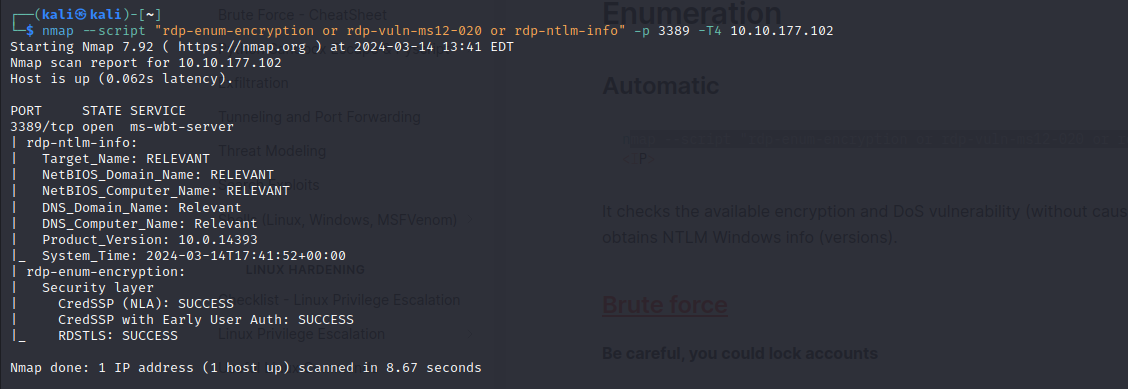 ┌──(kali㉿kali)-[~]
└─$ nmap --script "rdp-enum-encryption or rdp-vuln-ms12-020 or rdp-ntlm-info" -p 3389 -T4 10.10.177.102
Starting Nmap 7.92 ( https://nmap.org ) at 2024-03-14 13:41 EDT
Nmap scan report for 10.10.177.102
Host is up (0.062s latency).

PORT     STATE SERVICE
3389/tcp open  ms-wbt-server
| rdp-ntlm-info:
|   Target_Name: RELEVANT
|   NetBIOS_Domain_Name: RELEVANT
|   NetBIOS_Computer_Name: RELEVANT
|   DNS_Domain_Name: Relevant
|   DNS_Computer_Name: Relevant
|   Product_Version: 10.0.14393
|_  System_Time: 2024-03-14T17:41:52+00:00
| rdp-enum-encryption:
|   Security layer
|     CredSSP (NLA): SUCCESS
|     CredSSP with Early User Auth: SUCCESS
|_    RDSTLS: SUCCESS

Nmap done: 1 IP address (1 host up) scanned in 8.67 seconds
Brute Force - CheatSheet
Exfiltration
Tunneling and Port Forwarding
Threat Modeling
(Linux, Windows, MSFVenom)
LINUX HARDENING
Checklist - Linux Privilege Escalation
Linux Privilege Escalation
Enumeration
Automatic
It checks the available encryption and DoS vulnerability (without
obtains NTLM Windows info (versions).
Brute force
Be careful, you could lock accounts